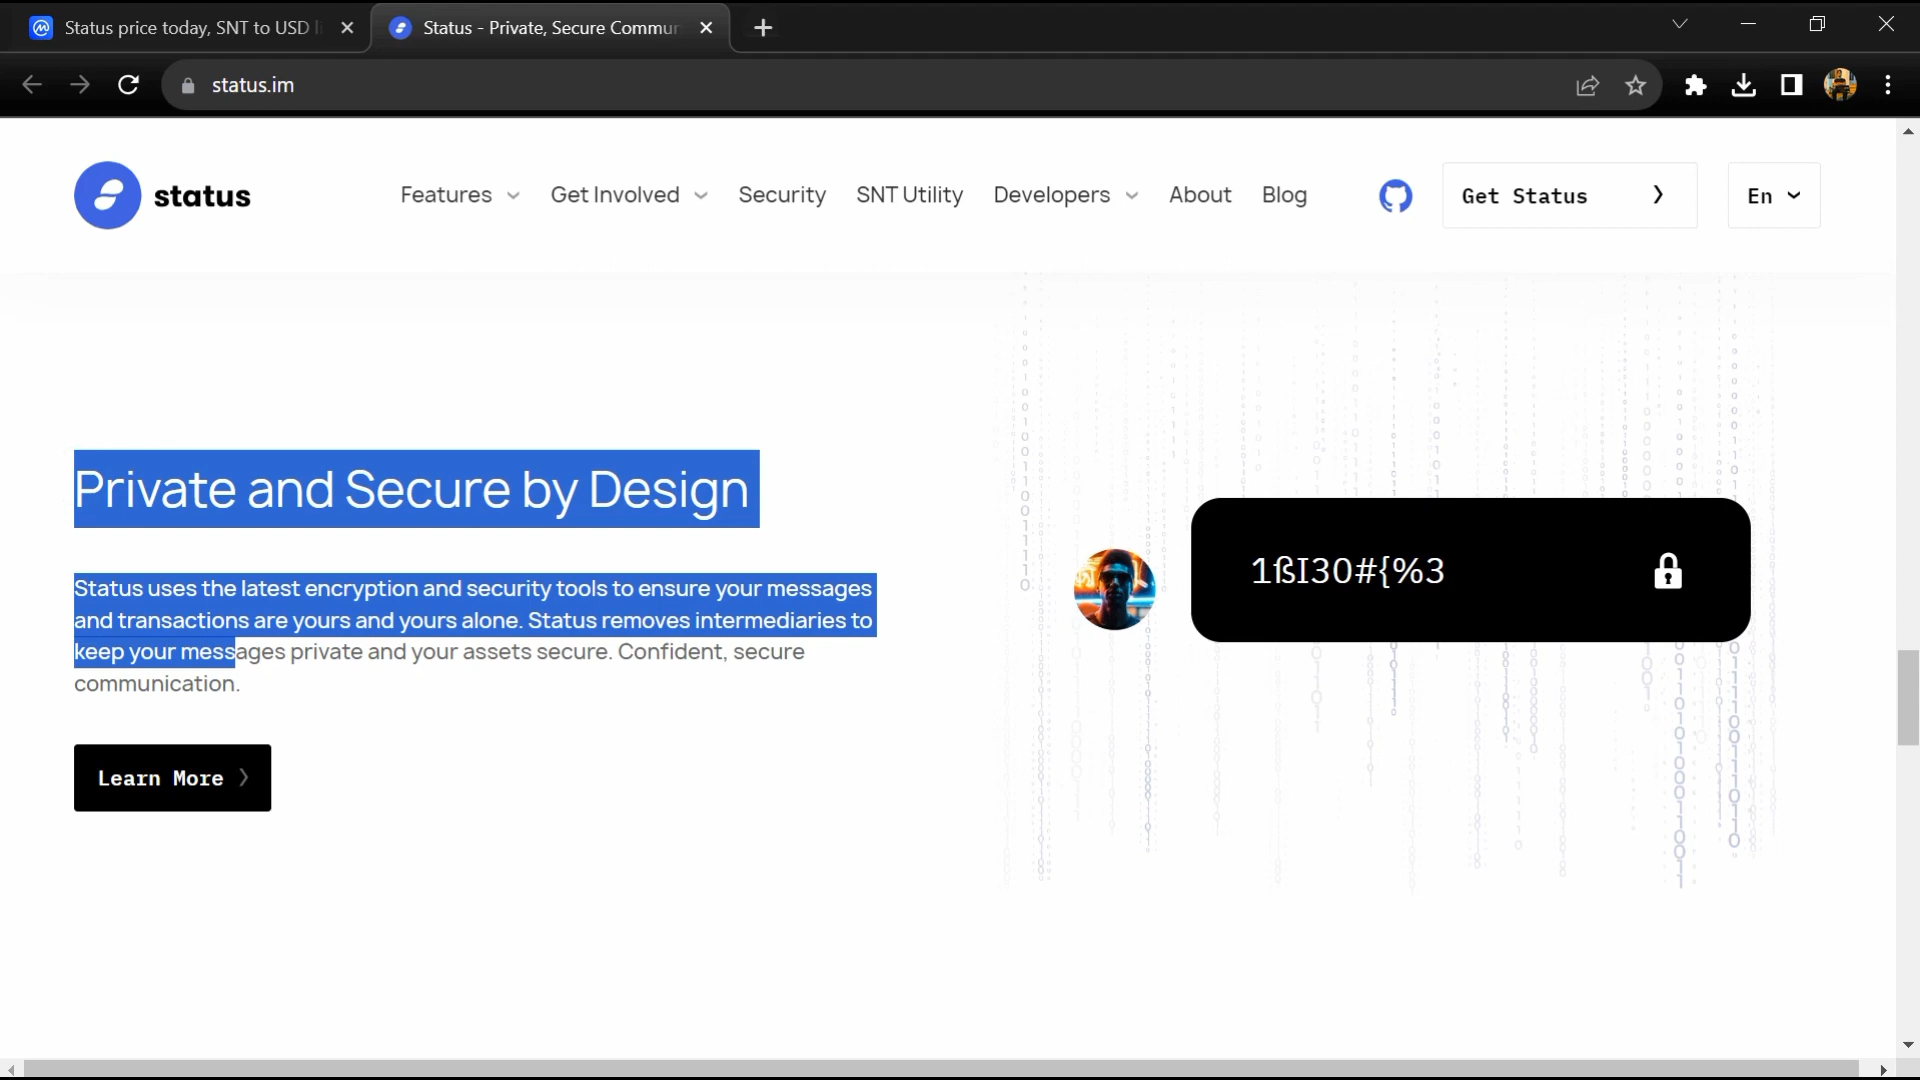 Status price today, SNT to USD li
Status - Private, Secure Commun
status.im
status
Features
Get Involved
Security
SNT Utility
Developers
About
Blog
Get Status
En
Private and Secure by Design
Status uses the latest encryption and security tools to ensure your messages
and transactions are yours and yours alone. Status removes intermediaries to
keep your messages private and your assets secure. Confident, secure
communication.
1ßI30#{%3
Learn More